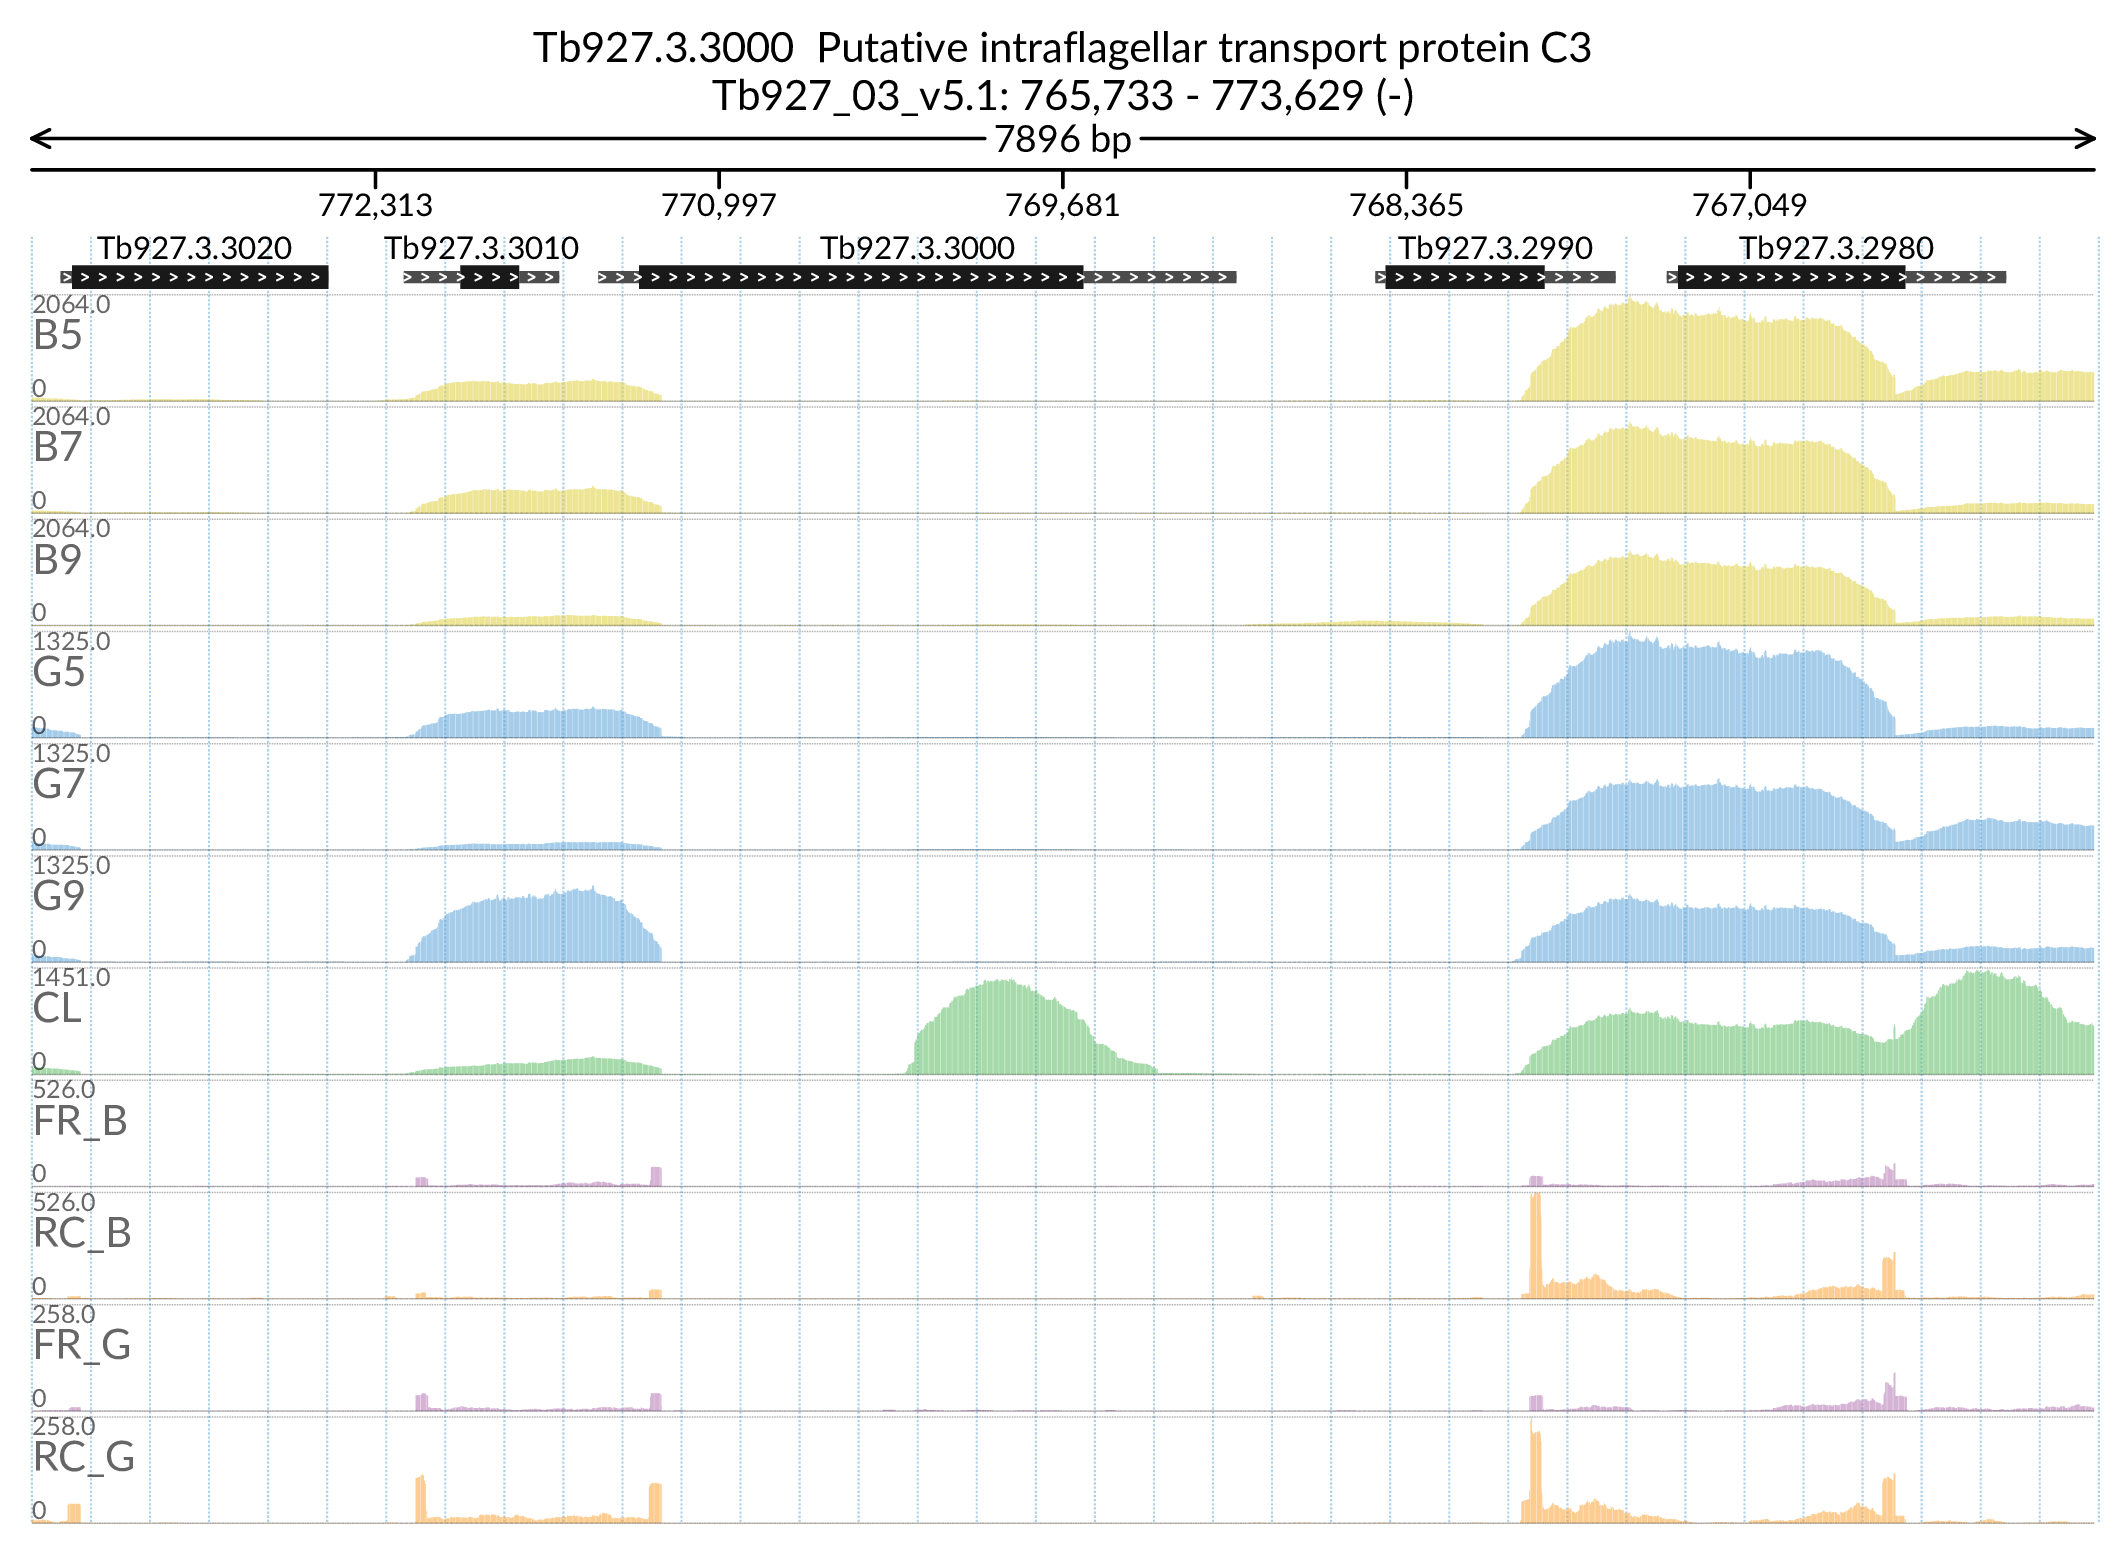 Tb927.3.3000  Putative intraflagellar transport protein C3
Tb927_03_v5.1: 765,733 - 773,629 (-)
7896 bp
772,313 770,997 769,681 768,365 767,049
Tb927.3.3020 Tb927.3.3010 Tb927.3.3000 Tb927.3.2990 Tb927.3.2980
2064.0
B5
0
2064.0
B7
0
2064.0
B9
0
1325.0
G5
0
1325.0
G7
0
1325.0
G9
0
1451.0
CL
0
526.0
FR_B
0
526.0
RC_B
0
258.0
FR_G
0
258.0
RC_G
0